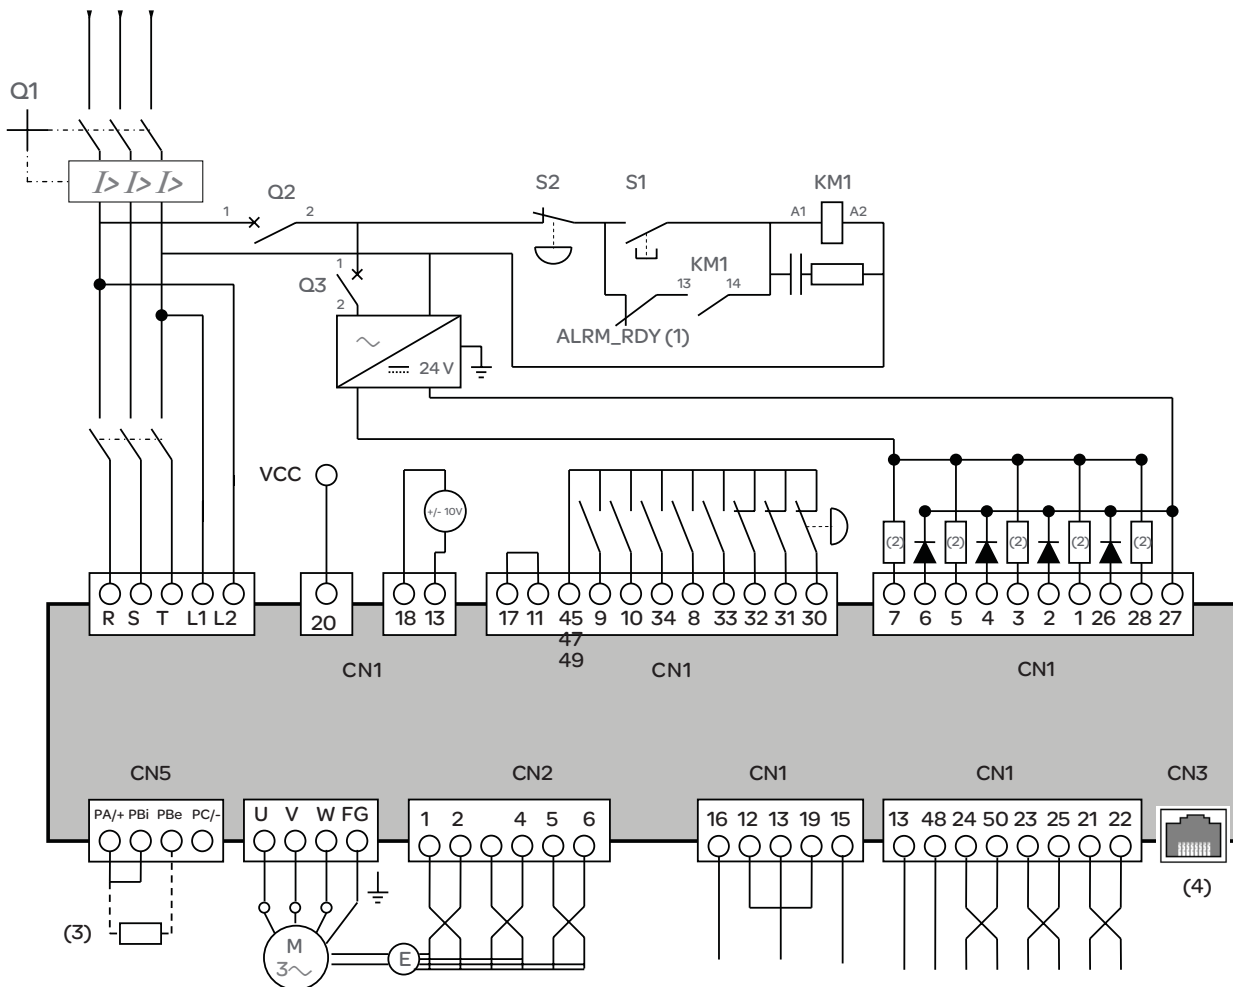 Q1
I> I> I>
Q2
1
2
S2
S1
KM1
A1
A2
1
Q3
2
KM1
13
14
ALRM_RDY (1)
24 V
VCC
+/- 10V
(2)
(2)
(2)
(2)
(2)
R S T L1 L2
20
18 13
17 11 45 9 10 34 8 33 32 31 30
47
49
7 6 5 4 3 2 1 26 28 27
CN1
CN1
CN1
CN5
CN2
CN1
CN1
CN3
PA/+ PBi PBe PC/-
U V W FG
1 2 4 5 6
16 12 13 19 15
13 48 24 50 23 25 21 22
(4)
(3)
M
3~
E